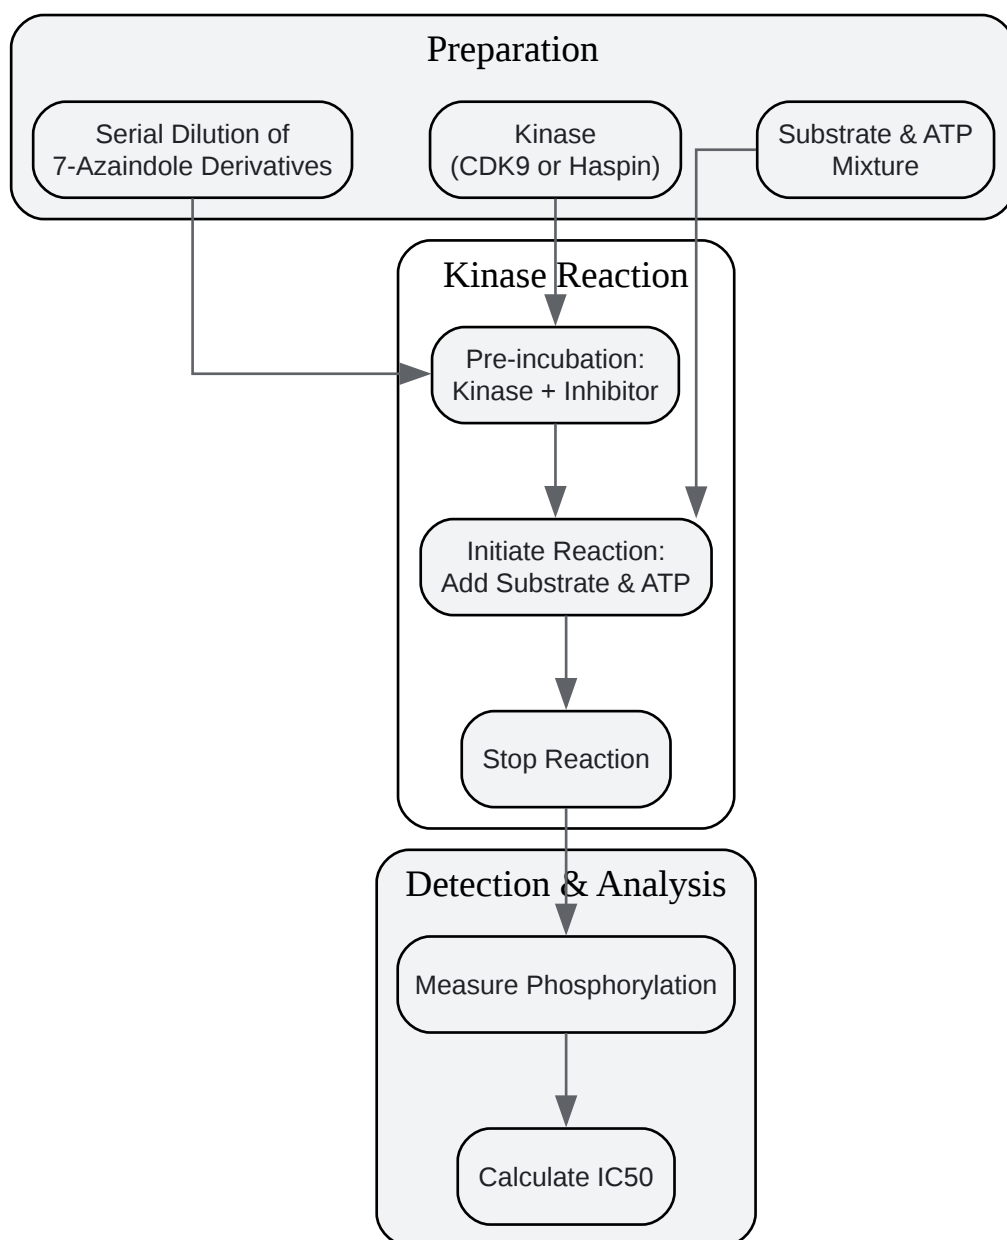 Preparation
Serial Dilution of
7-Azaindole Derivatives
Kinase
(CDK9 or Haspin)
Substrate & ATP
Mixture
Kinase Reaction
Pre-incubation:
Kinase + Inhibitor
Initiate Reaction:
Add Substrate & ATP
Stop Reaction
Detection & Analysis
Measure Phosphorylation
Calculate IC50